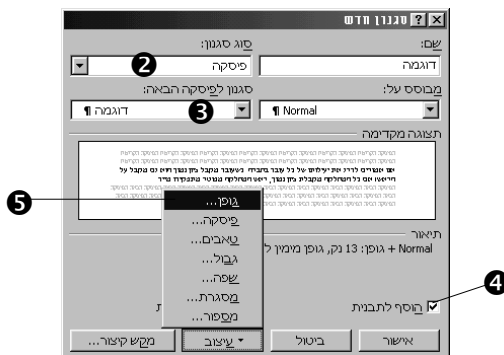 סגנון חדש
שם:
סוג סגנון:
דוגמה
פיסקה
2
מבוסס על:
סגנון לפיסקה הבאה:
¶ Normal
דוגמה ¶
3
תצוגה מקדימה
5
גופן...
פיסקה...
טאבים...
גבול...
שפה...
מסגרת...
מספור...
תיאור
Normal + גופן: 13 נק, גופן מימין ל
4
הוסף לתבנית
אישור
ביטול
עיצוב
מקש קיצור...